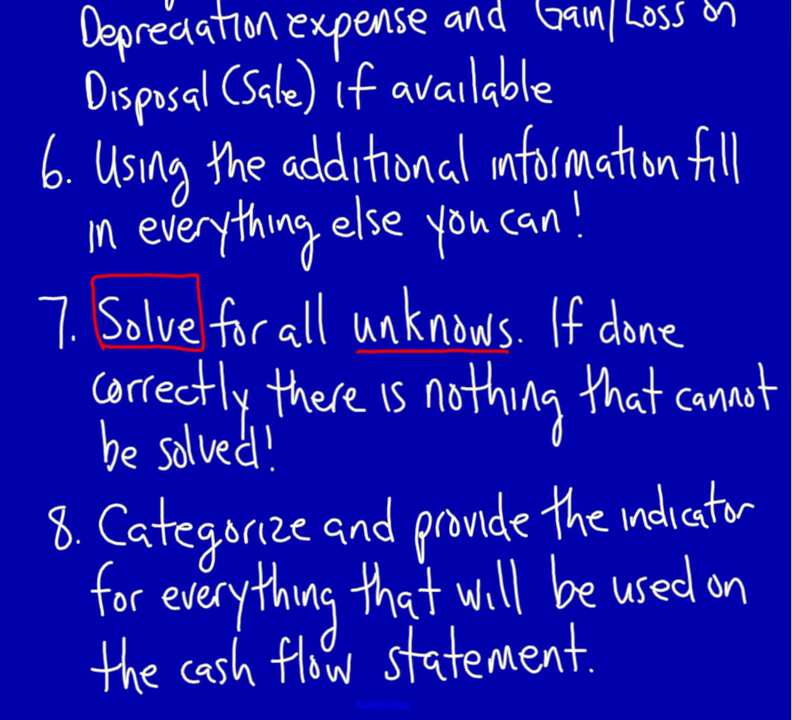 Depreciation expense and Gain/Loss on
Disposal (Sale) if available
6. Using the additional information fill
in everything else you can!
7. Solve for all unknows. If done
correctly there is nothing that cannot
be solved!
8. Categorize and provide the indicator
for everything that will be used on
the cash flow statement.